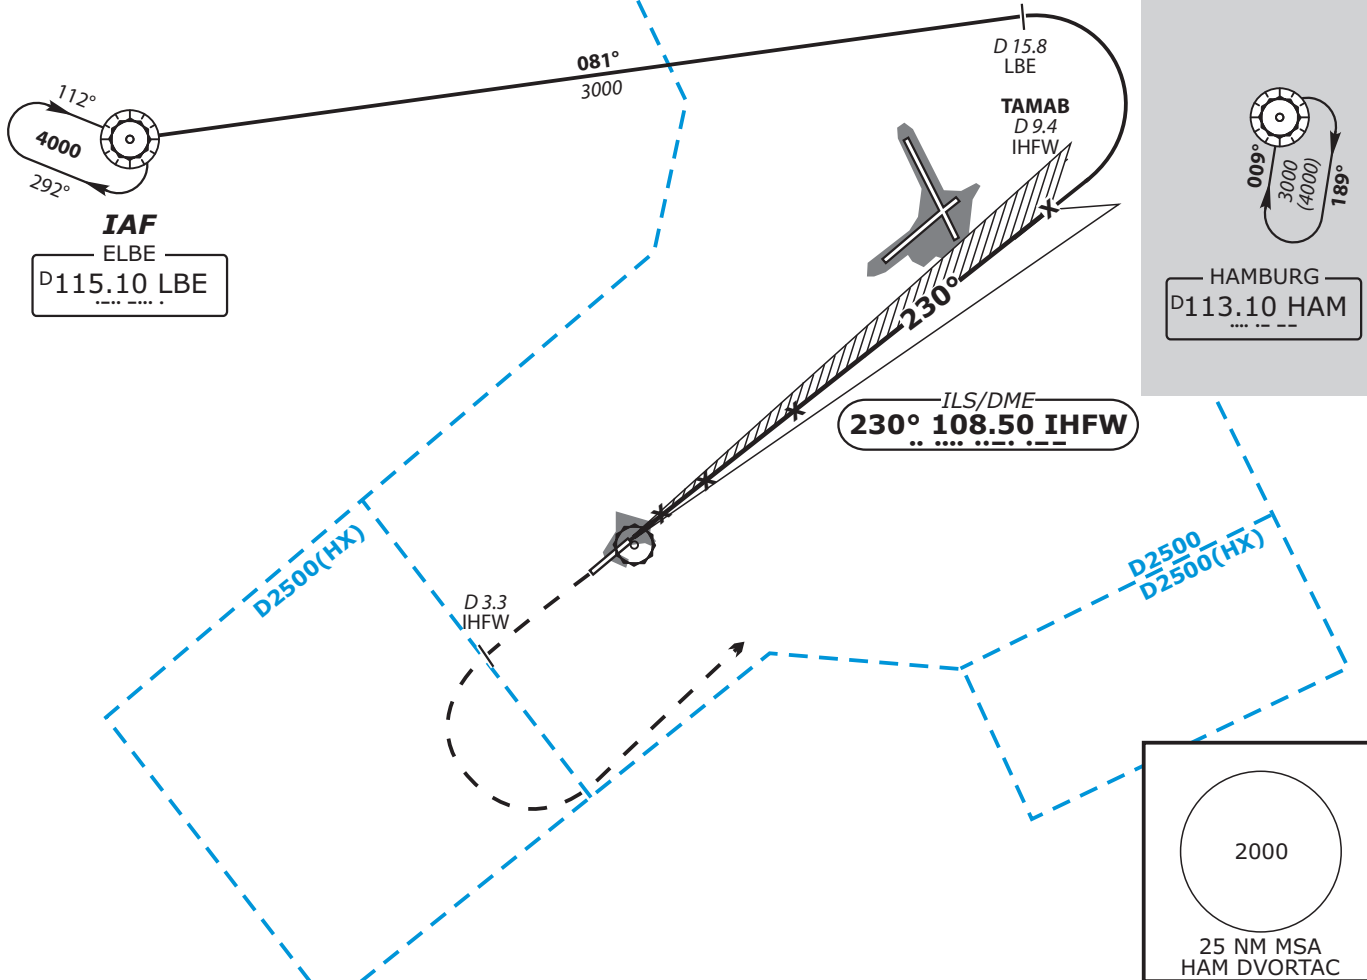 112°
4000
292°
IAF
ELBE
D115.10 LBE
081°
3000
D 15.8
LBE
TAMAB
D 9.4
IHFW
009°
3000
(4000)
189°
HAMBURG
D113.10 HAM
230°
ILS/DME
230° 108.50 IHFW
D2500(HX)
D 3.3
IHFW
D2500
D2500(HX)
2000
25 NM MSA
HAM DVORTAC